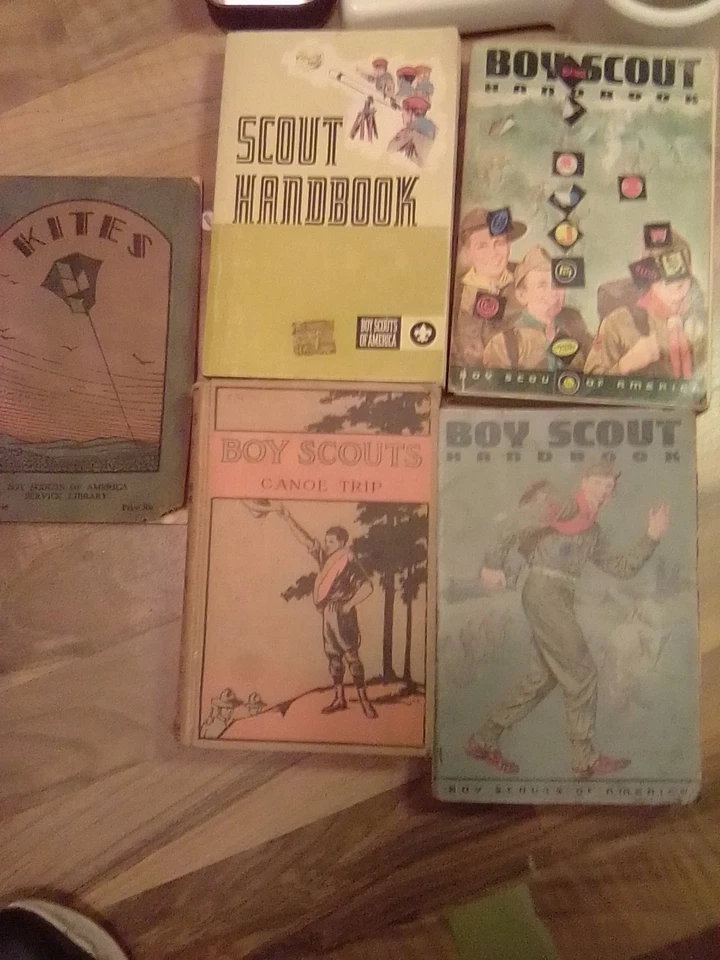 KITES
BOY SCOUTS OF AMERICA
SERVICE LIBRARY
SCOUT
HANDBOOK
BOY SCOUTS
OF AMERICA
BOY SCOUT
HANDBOOK
BOY SCOUTS OF AMERICA
BOY SCOUTS
CANOE TRIP
BOY SCOUT
HANDBOOK
BOY SCOUTS OF AMERICA